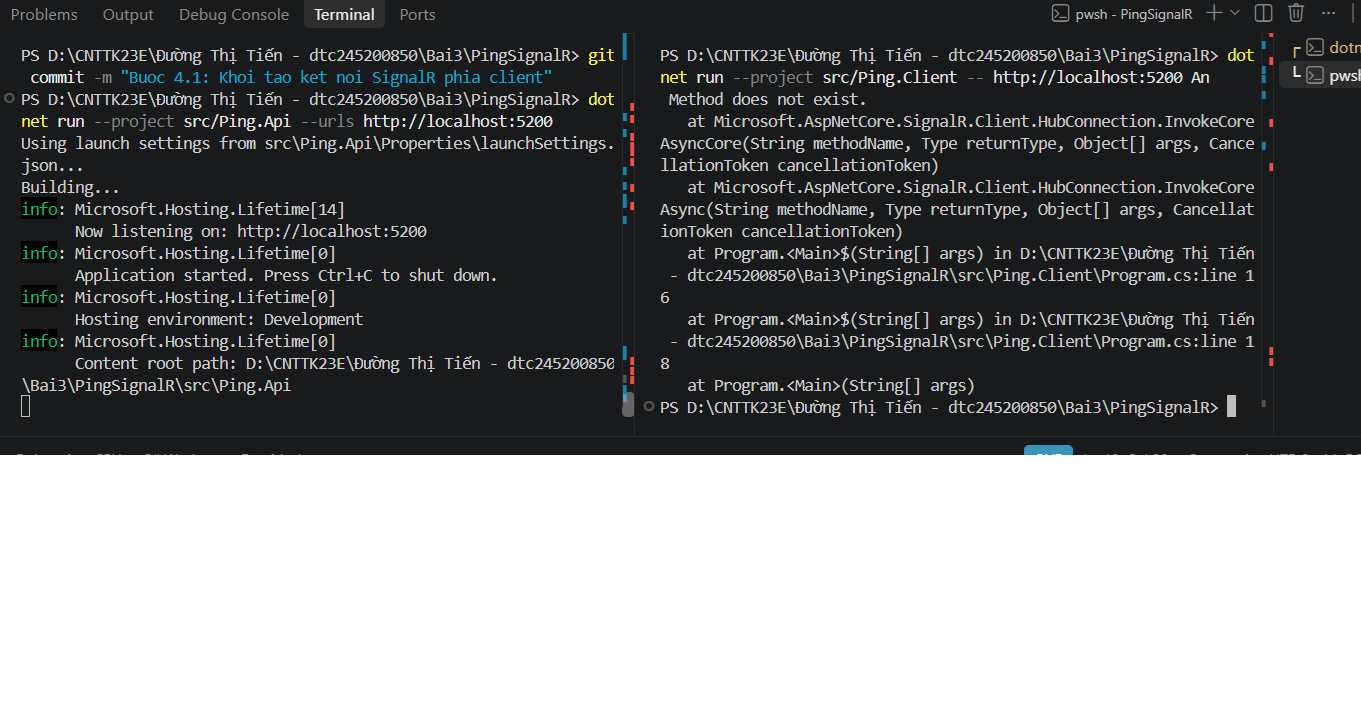 Problems Output Debug Console Terminal Ports
pwsh - PingSignalR
PS D:\CNTTK23E\Đường Thị Tiến - dtc245200850\Bai3\PingSignalR> git
commit -m "Buoc 4.1: Khoi tao ket noi SignalR phia client"
PS D:\CNTTK23E\Đường Thị Tiến - dtc245200850\Bai3\PingSignalR> dot
net run --project src/Ping.Api --urls http://localhost:5200
Using launch settings from src\Ping.Api\Properties\launchSettings.
json...
Building...
info: Microsoft.Hosting.Lifetime[14]
Now listening on: http://localhost:5200
info: Microsoft.Hosting.Lifetime[0]
Application started. Press Ctrl+C to shut down.
info: Microsoft.Hosting.Lifetime[0]
Hosting environment: Development
info: Microsoft.Hosting.Lifetime[0]
Content root path: D:\CNTTK23E\Đường Thị Tiến - dtc245200850
\Bai3\PingSignalR\src\Ping.Api
PS D:\CNTTK23E\Đường Thị Tiến - dtc245200850\Bai3\PingSignalR> dot
net run --project src/Ping.Client -- http://localhost:5200 An
Method does not exist.
at Microsoft.AspNetCore.SignalR.Client.HubConnection.InvokeCore
AsyncCore(String methodName, Type returnType, Object[] args, Cance
llationToken cancellationToken)
at Microsoft.AspNetCore.SignalR.Client.HubConnection.InvokeCore
Async(String methodName, Type returnType, Object[] args, Cancellat
ionToken cancellationToken)
at Program.<Main>$(String[] args) in D:\CNTTK23E\Đường Thị Tiến
- dtc245200850\Bai3\PingSignalR\src\Ping.Client\Program.cs:line 1
6
at Program.<Main>$(String[] args) in D:\CNTTK23E\Đường Thị Tiến
- dtc245200850\Bai3\PingSignalR\src\Ping.Client\Program.cs:line 1
8
at Program.<Main>(String[] args)
PS D:\CNTTK23E\Đường Thị Tiến - dtc245200850\Bai3\PingSignalR>
dotn
pwsh